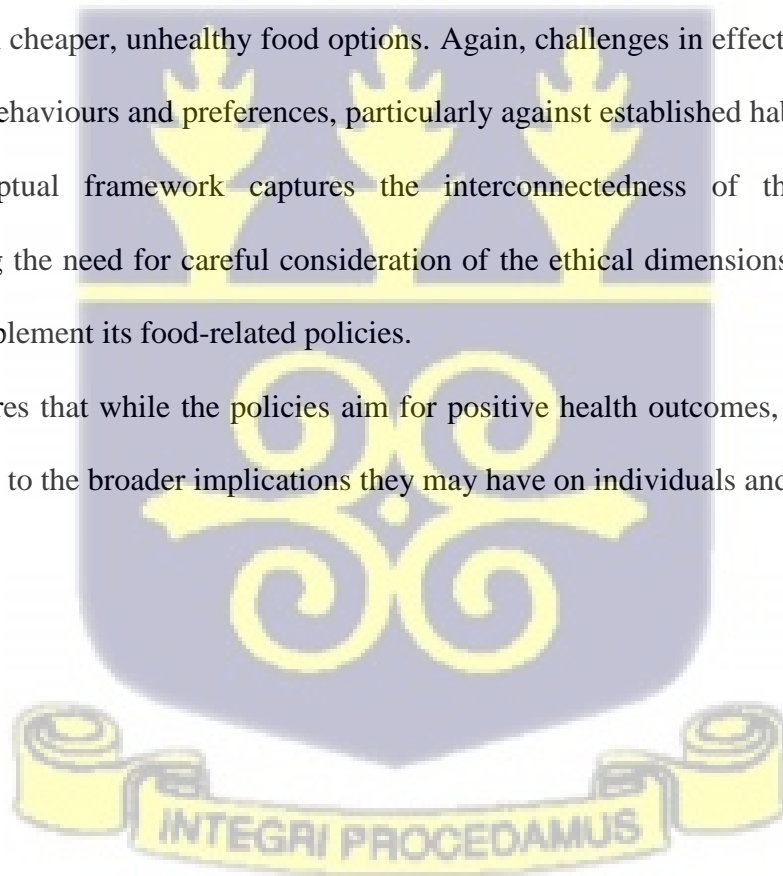 cheaper, unhealthy food options. Again, challenges in effect
ehaviours and preferences, particularly against established hab
ptual framework captures the interconnectedness of th
the need for careful consideration of the ethical dimensions
plement its food-related policies.
res that while the policies aim for positive health outcomes,
to the broader implications they may have on individuals and
INTEGRI PROCEDAMUS